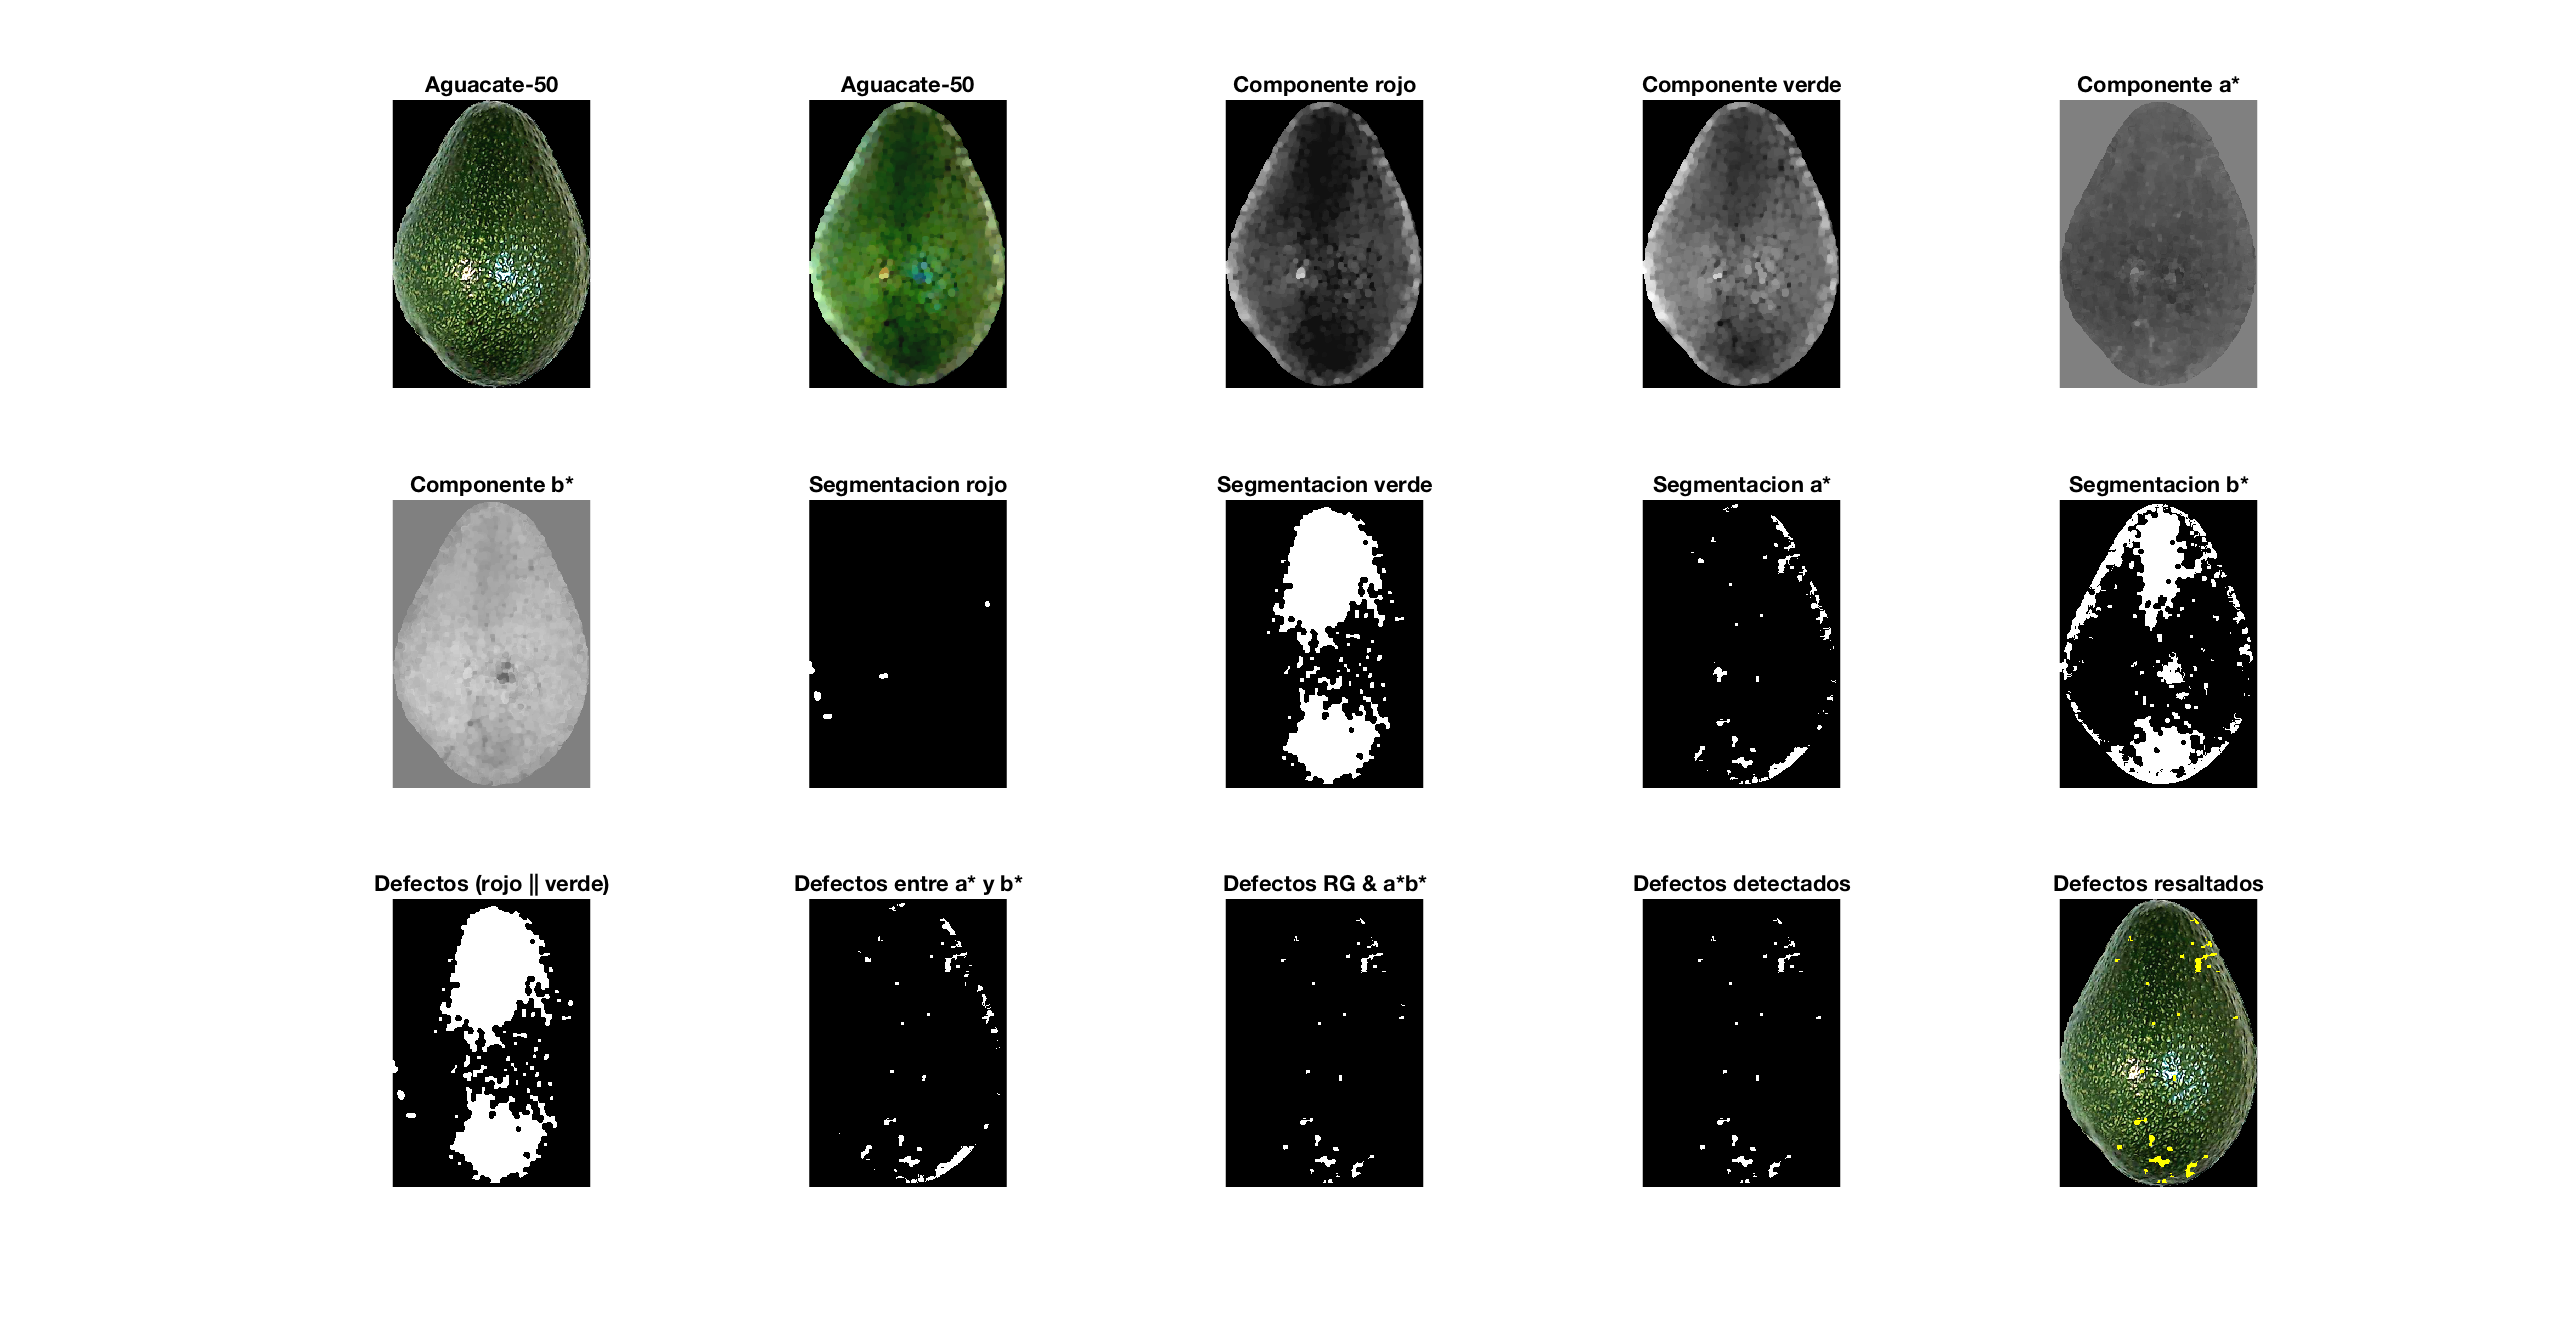 Aguacate-50
Aguacate-50
Componente rojo
Componente verde
Componente a*
Componente b*
Segmentacion rojo
Segmentacion verde
Segmentacion a*
Segmentacion b*
Defectos (rojo || verde)
Defectos entre a* y b*
Defectos RG & a*b*
Defectos detectados
Defectos resaltados